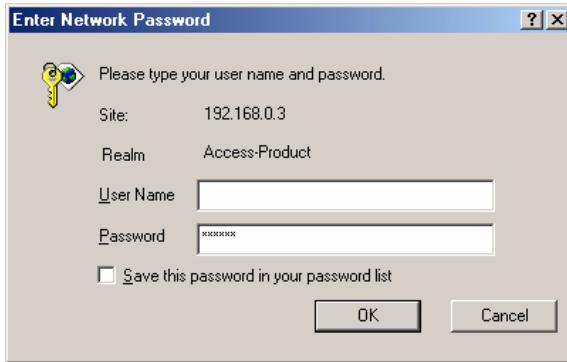 Enter Network Password ? X
Please type your user name and password.
Site: 192.168.0.3
Realm Access-Product
User Name
Password xxxxxx
Save this password in your password list
OK Cancel